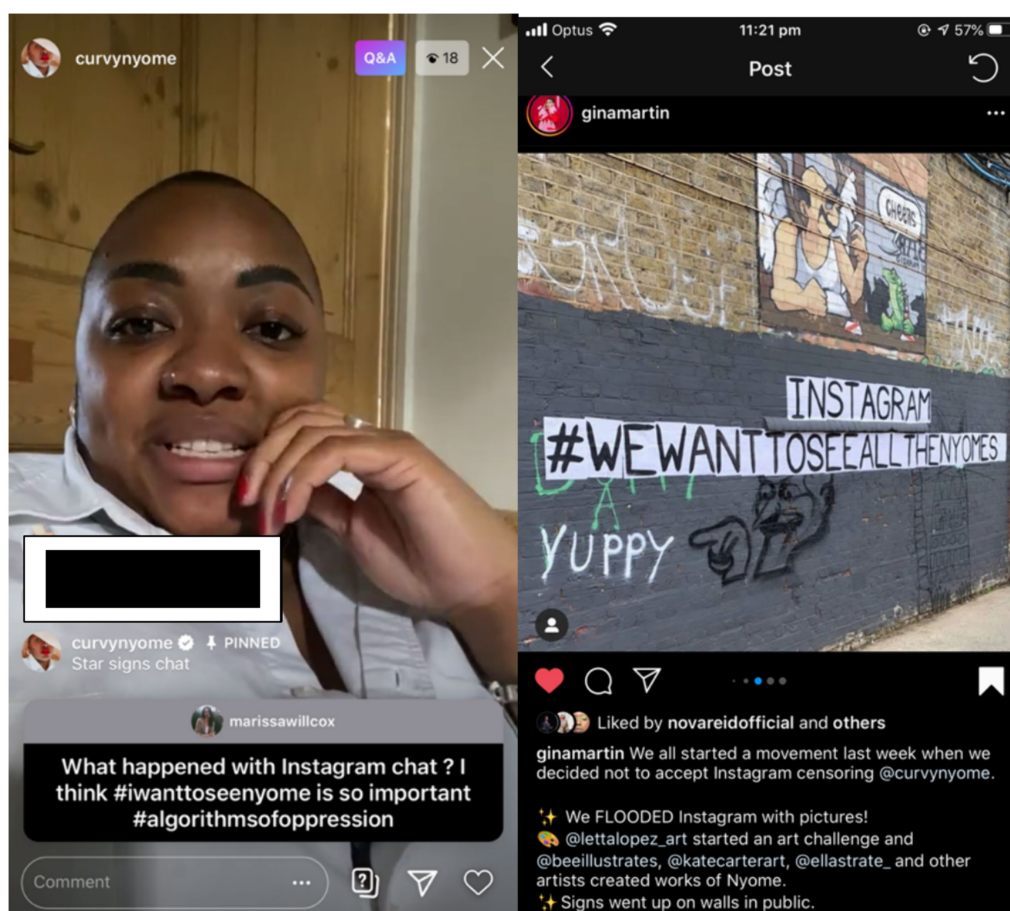 curvynyome
Q&A
18
curvynyome
PINNED
Star signs chat
marissawillcox
What happened with Instagram chat ? I
think #iwanttoseenyome is so important
#algorithmsofoppression
Comment
Optus
11:21 pm
57%
Post
ginamartin
CHEERS
INSTAGRAM
#WEWANTTOSEEALLTHENYOMES
A
YUPPY
Liked by novareidofficial and others
ginamartin We all started a movement last week when we
decided not to accept Instagram censoring @curvynyome.
We FLOODED Instagram with pictures!
@lettalopez_art started an art challenge and
@beeillustrates, @katecarterart, @ellastrate_ and other
artists created works of Nyome.
Signs went up on walls in public.